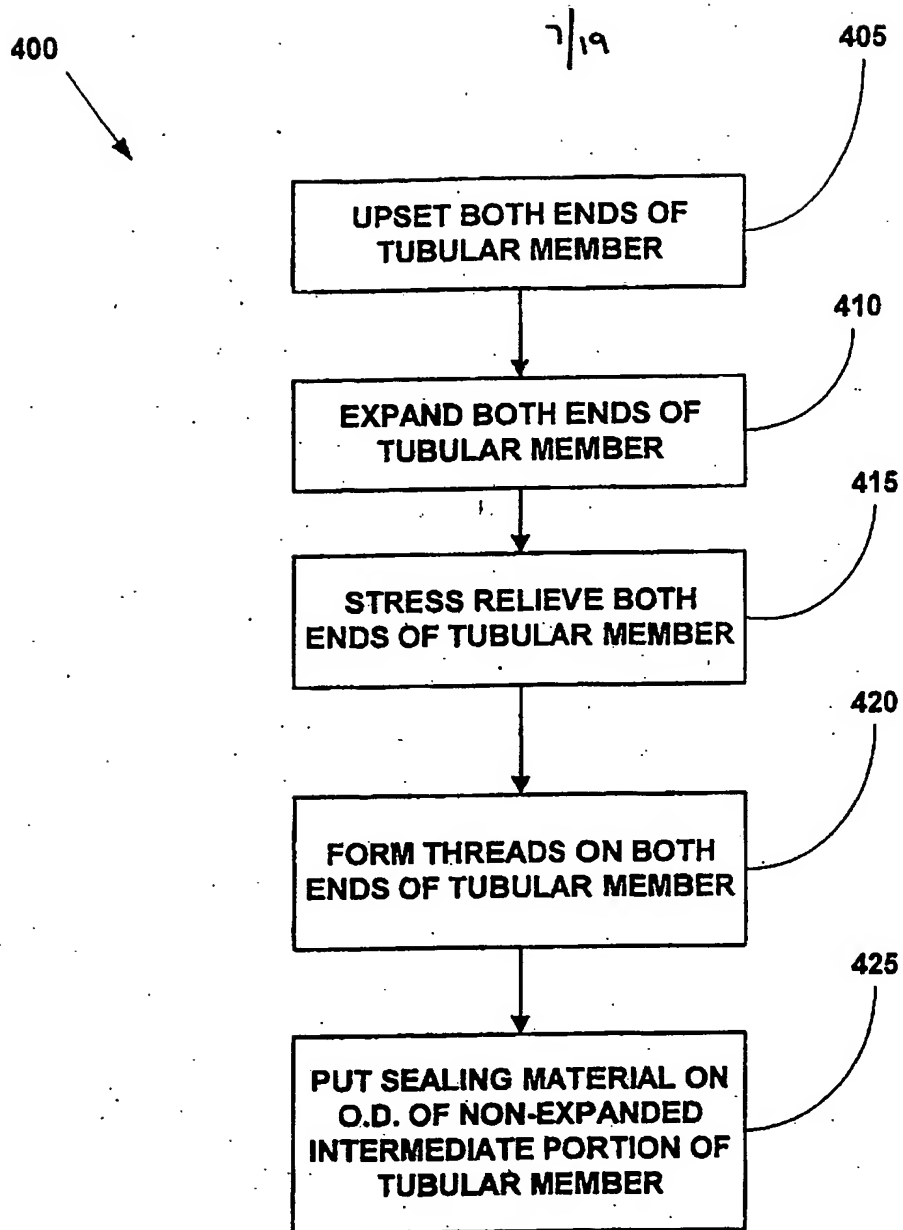 7/19
400
405
UPSET BOTH ENDS OF
TUBULAR MEMBER
410
EXPAND BOTH ENDS OF
TUBULAR MEMBER
415
STRESS RELIEVE BOTH
ENDS OF TUBULAR MEMBER
420
FORM THREADS ON BOTH
ENDS OF TUBULAR MEMBER
425
PUT SEALING MATERIAL ON
O.D. OF NON-EXPANDED
INTERMEDIATE PORTION OF
TUBULAR MEMBER